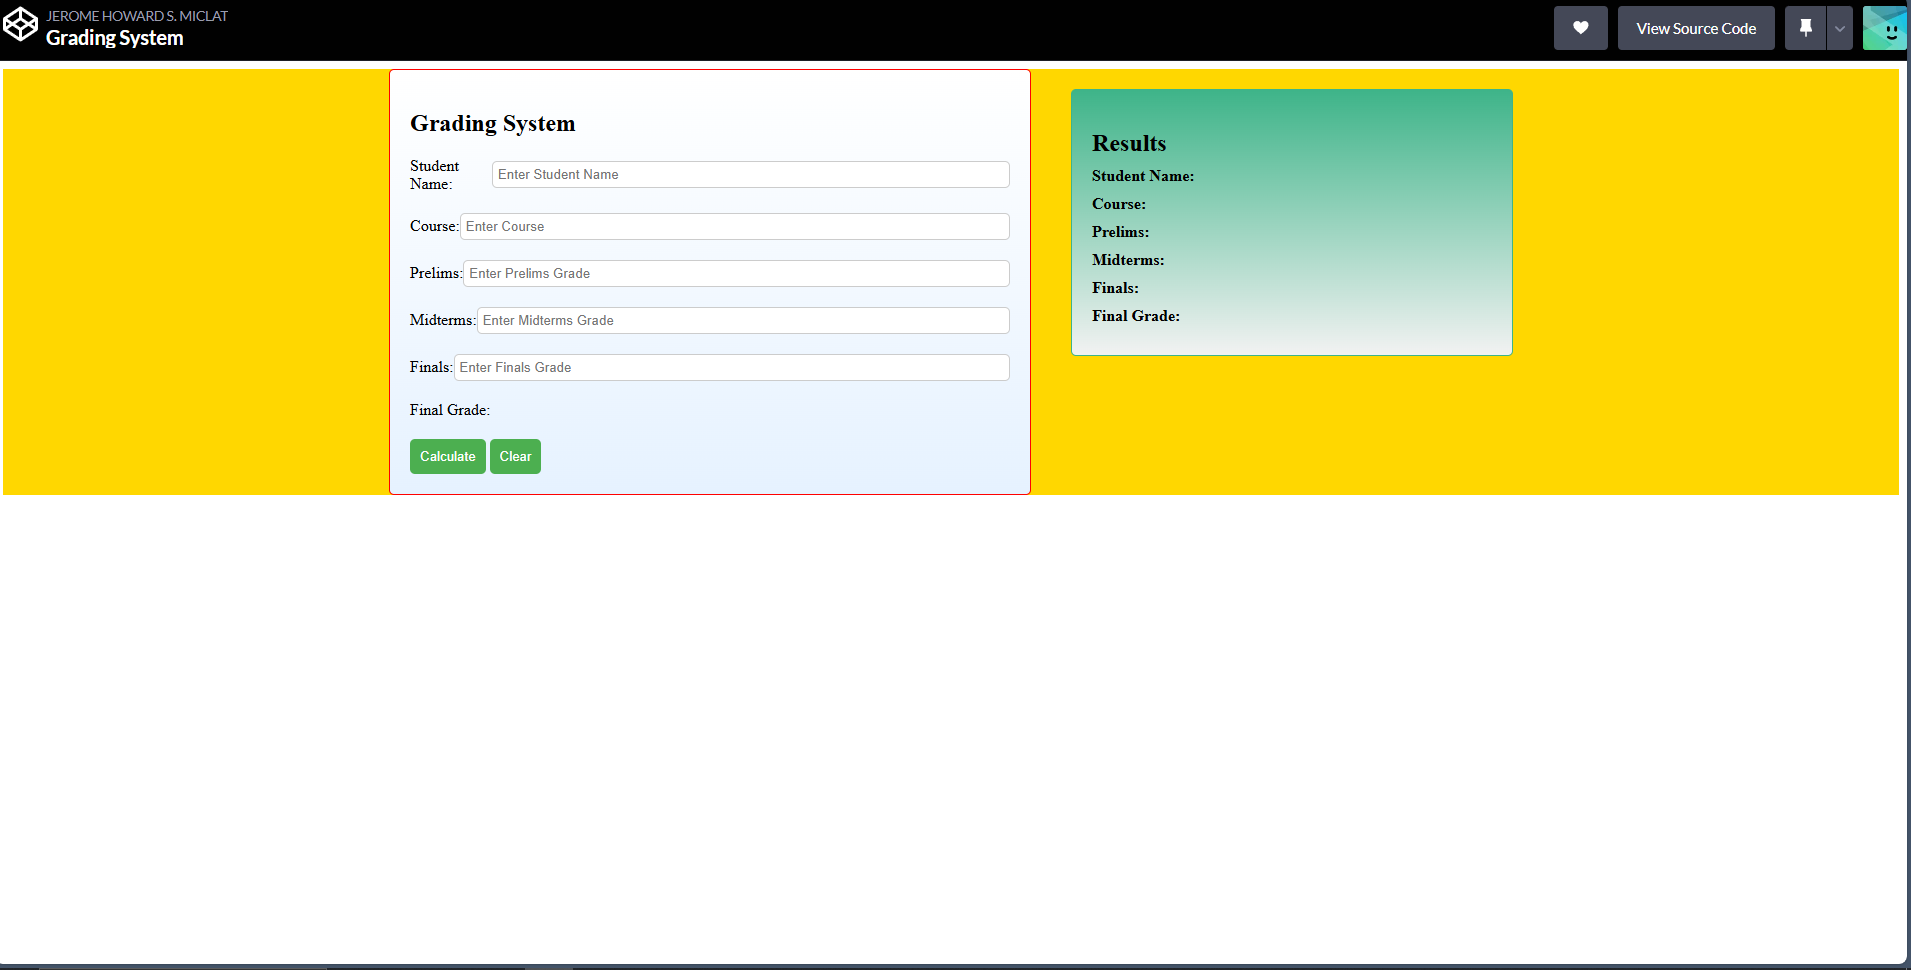 JEROME HOWARD S. MICLAT
Grading System
View Source Code
Grading System
Student
Name:
Enter Student Name
Course:
Enter Course
Prelims:
Enter Prelims Grade
Midterms:
Enter Midterms Grade
Finals:
Enter Finals Grade
Final Grade:
Calculate
Clear
Results
Student Name:
Course:
Prelims:
Midterms:
Finals:
Final Grade: